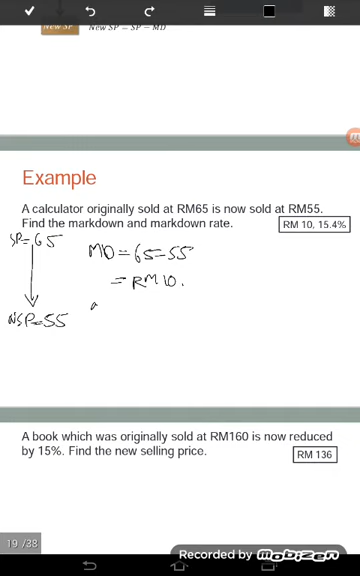 New SP New SP = SP − MD
Example
A calculator originally sold at RM65 is now sold at RM55.
Find the markdown and markdown rate.
RM 10, 15.4%
SP=65
MD=65-55
=RM10.
NSP=55
A book which was originally sold at RM160 is now reduced
by 15%. Find the new selling price.
RM 136
19 /38
Recorded by mobizen